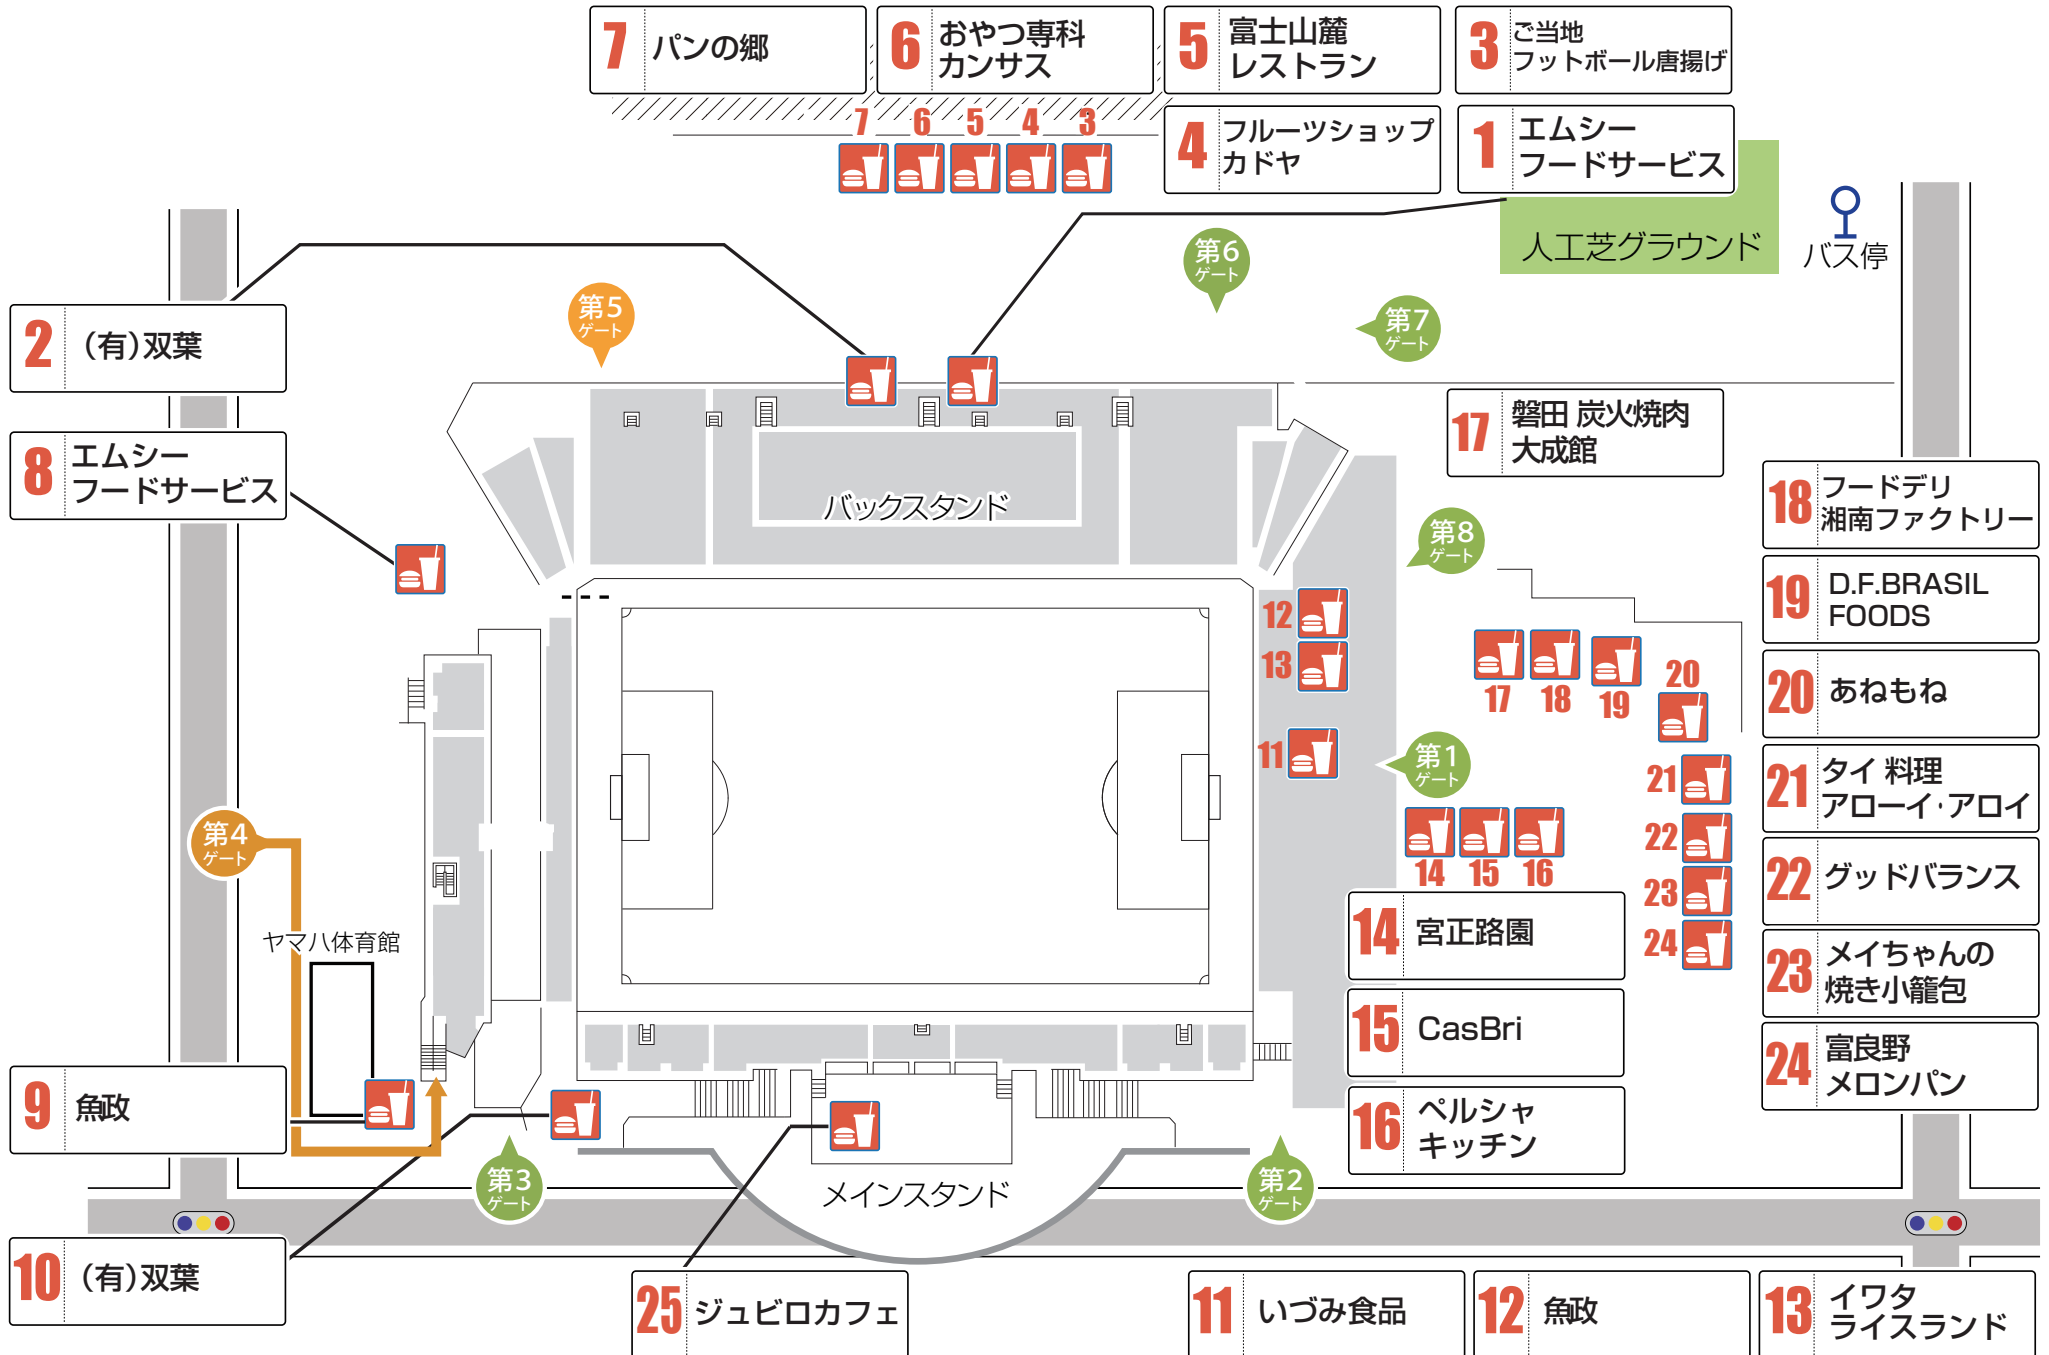 7 パンの郷
6 おやつ専科
カンサス
5 富士山麓
レストラン
3 ご当地
フットボール唐揚げ
4 フルーツショップ
カドヤ
1 エムシー
フードサービス
7 6 5 4 3
人工芝グラウンド
バス停
第6
ゲート
第5
ゲート
第7
ゲート
2 (有)双葉
8 エムシー
フードサービス
17 磐田 炭火焼肉
大成館
バックスタンド
第8
ゲート
18 フードデリ
湘南ファクトリー
19 D.F.BRASIL
FOODS
20 あねもね
21 タイ 料理
アローイ・アロイ
22 グッドバランス
23 メイちゃんの
焼き小籠包
24 富良野
メロンパン
12
13
11
17 18 19 20
21
22
23
24
第1
ゲート
14 15 16
第4
ゲート
ヤマハ体育館
14 宮正路園
15 CasBri
16 ペルシャ
キッチン
9 魚政
第3
ゲート
メインスタンド
第2
ゲート
10 (有)双葉
25 ジュビロカフェ
11 いづみ食品
12 魚政
13 イワタ
ライスランド